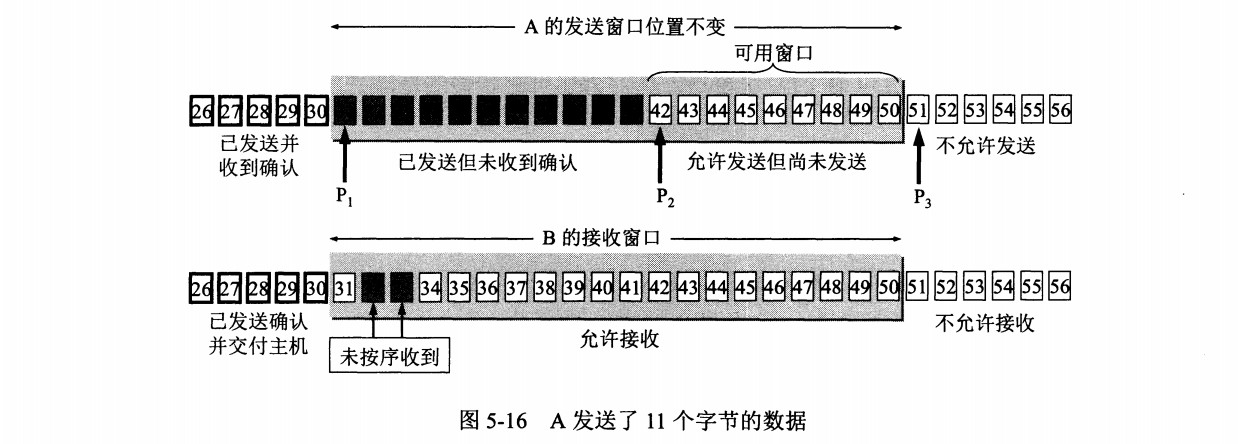 A 的发送窗口位置不变
可用窗口
26 27 28 29 30 42 43 44 45 46 47 48 49 50 51 52 53 54 55 56
已发送并
收到确认
已发送但未收到确认
允许发送但尚未发送
不允许发送
P1 P2 P3
B 的接收窗口
26 27 28 29 30 31 34 35 36 37 38 39 40 41 42 43 44 45 46 47 48 49 50 51 52 53 54 55 56
已发送确认
并交付主机
未按序收到
允许接收
不允许接收
图 5-16 A 发送了 11 个字节的数据